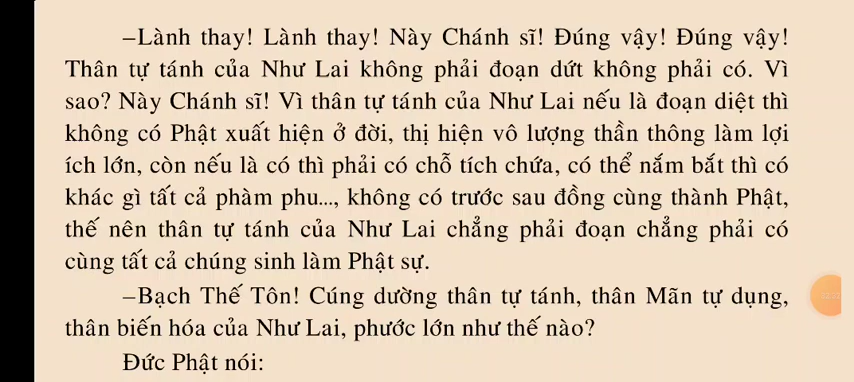 –Lành thay! Lành thay! Này Chánh sĩ! Đúng vậy! Đúng vậy!
Thân tự tánh của Như Lai không phải đoạn dứt không phải có. Vì
sao? Này Chánh sĩ! Vì thân tự tánh của Như Lai nếu là đoạn diệt thì
không có Phật xuất hiện ở đời, thị hiện vô lượng thần thông làm lợi
ích lớn, còn nếu là có thì phải có chỗ tích chứa, có thể nắm bắt thì có
khác gì tất cả phàm phu..., không có trước sau đồng cùng thành Phật,
thế nên thân tự tánh của Như Lai chẳng phải đoạn chẳng phải có
cùng tất cả chúng sinh làm Phật sự.
–Bạch Thế Tôn! Cúng dường thân tự tánh, thân Mãn tự dụng,
thân biến hóa của Như Lai, phước lớn như thế nào?
Đức Phật nói: